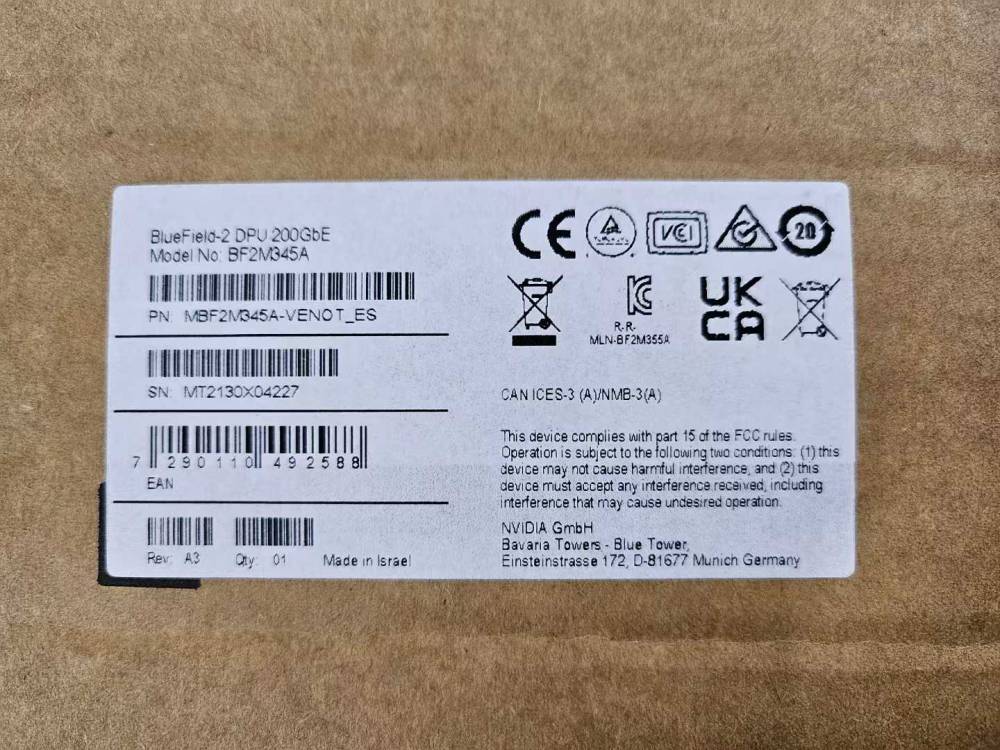 BlueField-2 DPU 200GbE
Model No: BF2M345A
PN: MBF2M345A-VENOT_ES
SN: MT2130X04227
7 290110 492588
EAN
Rev: A3 Qty: 01 Made in Israel
CE
VCI
20
R-R-
MLN-BF2M355A
UK
CA
CAN ICES-3 (A)/NMB-3(A)
This device complies with part 15 of the FCC rules.
Operation is subject to the following two conditions: (1) this
device may not cause harmful interference, and (2) this
device must accept any interference received, including
interference that may cause undesired operation.
NVIDIA GmbH
Bavaria Towers - Blue Tower,
Einsteinstrasse 172, D-81677 Munich Germany